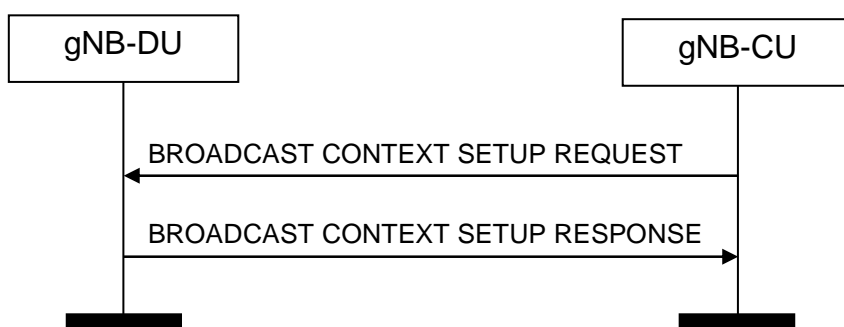 gNB-DU
gNB-CU
BROADCAST CONTEXT SETUP REQUEST
BROADCAST CONTEXT SETUP RESPONSE